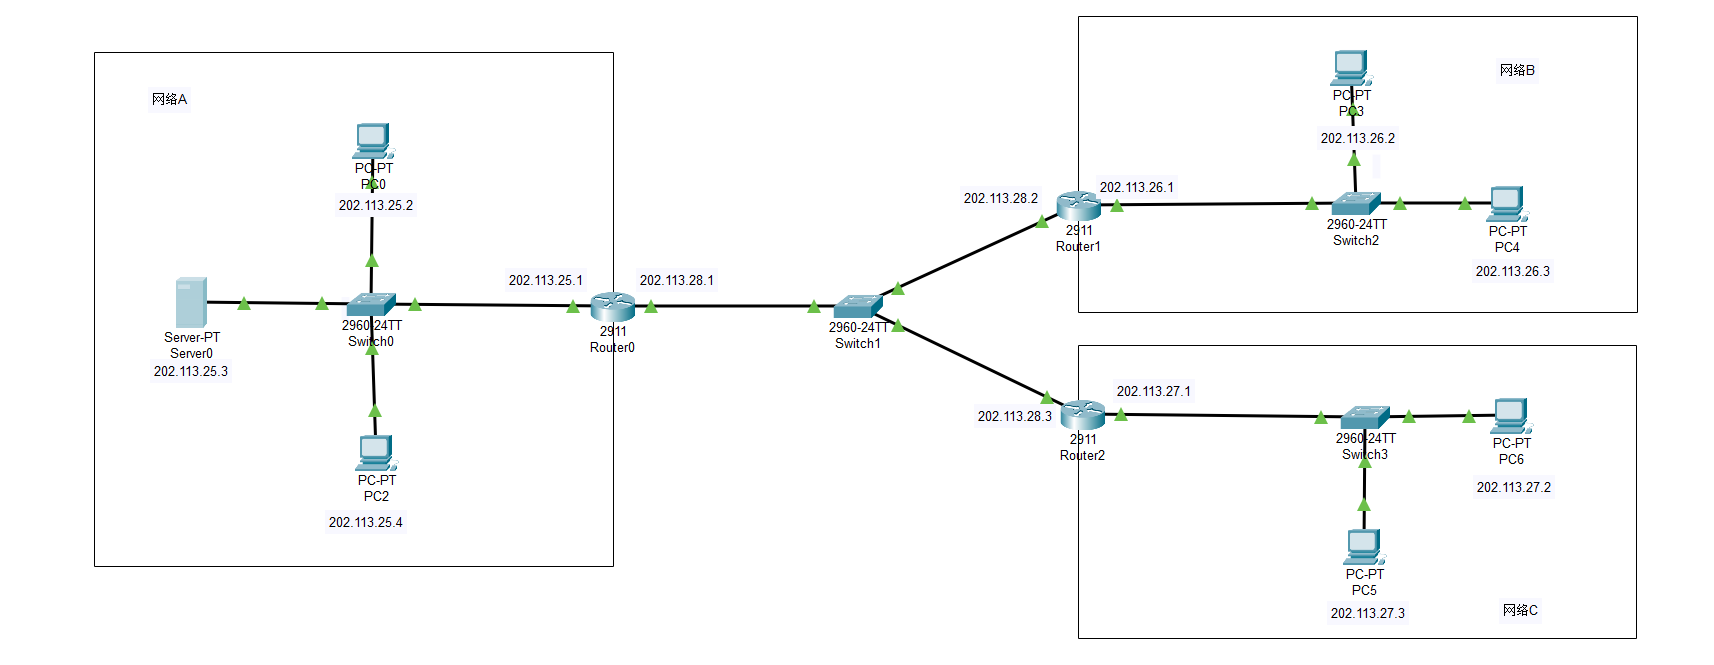 网络A
PC-PT
PC0
202.113.25.2
Server-PT
Server0
202.113.25.3
2960-24TT
Switch0
PC-PT
PC2
202.113.25.4
202.113.25.1
2911
Router0
202.113.28.1
2960-24TT
Switch1
网络B
PC-PT
PC3
202.113.26.2
202.113.28.2
202.113.26.1
2911
Router1
2960-24TT
Switch2
PC-PT
PC4
202.113.26.3
202.113.27.1
202.113.28.3
2911
Router2
2960-24TT
Switch3
PC-PT
PC6
202.113.27.2
PC-PT
PC5
202.113.27.3
网络C